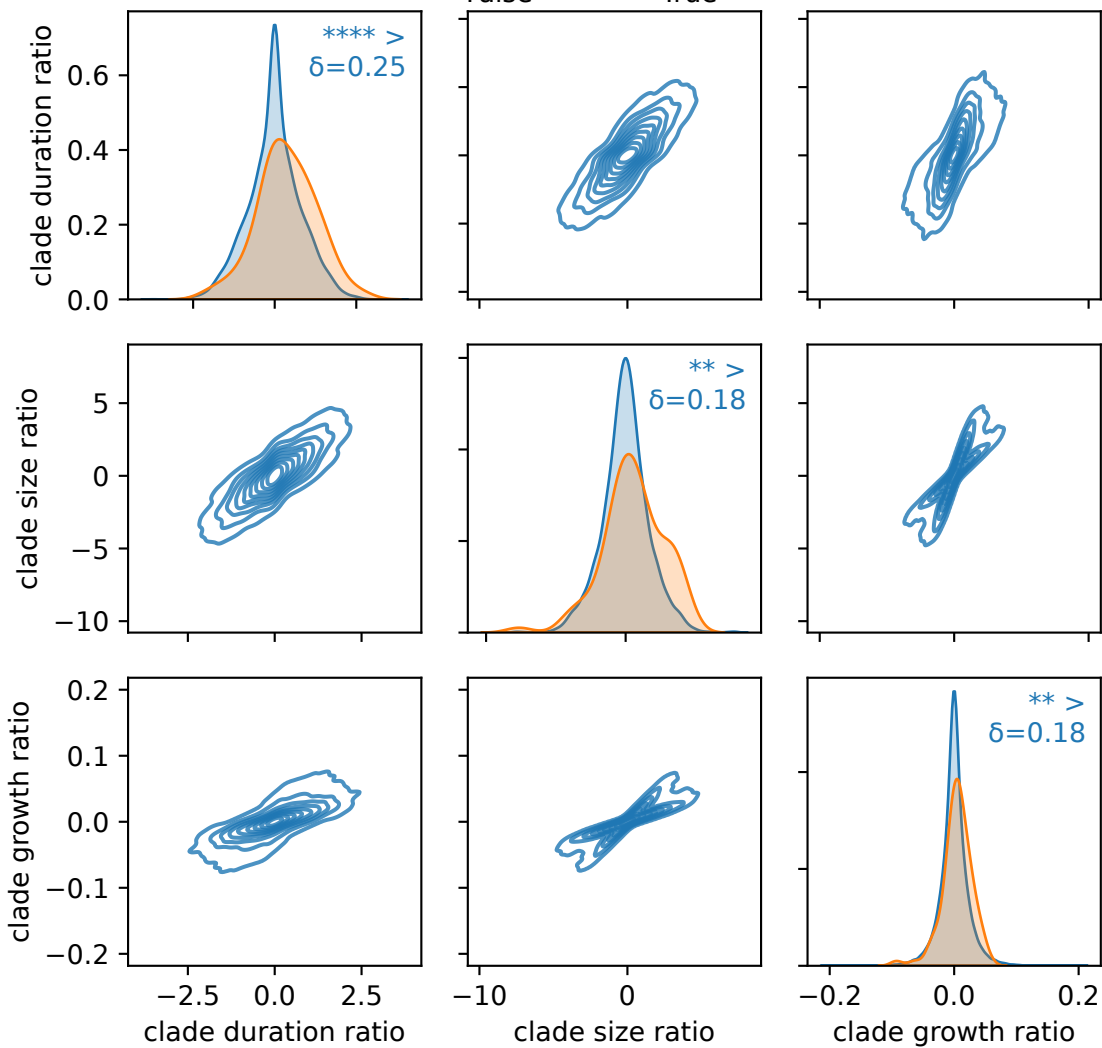 False True
clade duration ratio
0.6
0.4
0.2
0.0
**** >
δ=0.25
clade size ratio
5
0
−5
−10
** >
δ=0.18
clade growth ratio
0.2
0.1
0.0
−0.1
−0.2
** >
δ=0.18
−2.5 0.0 2.5
−10 0
−0.2 0.0 0.2
clade duration ratio
clade size ratio
clade growth ratio